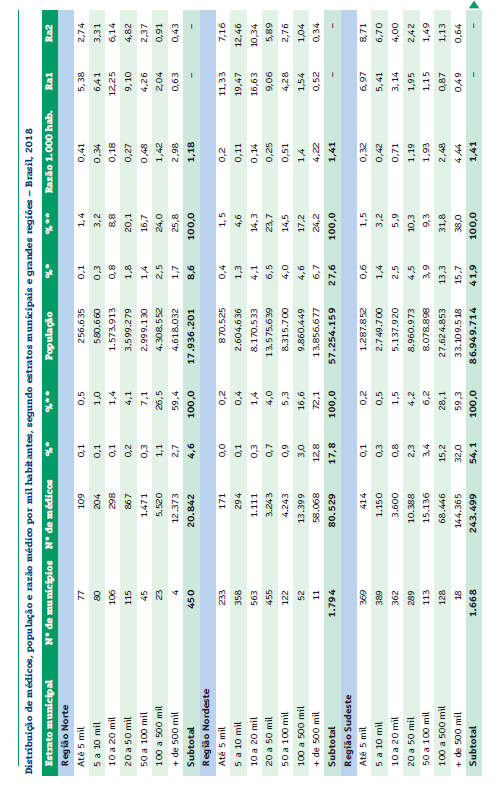 Distribuição de médicos, população e razão médico por mil habitantes, segundo estratos municipais e grandes regiões – Brasil, 2018
Estrato municipal Nº de municípios Nº de médicos %* %** População %* %** Razão 1.000 hab. Ra1 Ra2
Região Norte
Até 5 mil 77 109 0,1 0,5 256.635 0,1 1,4 0,41 5,38 2,74
5 a 10 mil 80 204 0,1 1,0 580.660 0,3 3,2 0,34 6,41 3,31
10 a 20 mil 106 298 0,1 1,4 1.573.913 0,8 8,8 0,18 12,25 6,14
20 a 50 mil 115 867 0,2 4,1 3.599.279 1,8 20,1 0,27 9,10 4,82
50 a 100 mil 45 1.471 0,3 7,1 2.999.130 1,4 16,7 0,48 4,26 2,37
100 a 500 mil 23 5.520 1,1 26,5 4.308.552 2,5 24,0 1,42 2,04 0,91
+ de 500 mil 4 12.373 2,7 59,4 4.618.032 1,7 25,8 2,98 0,63 0,43
Subtotal 450 20.842 4,6 100,0 17.936.201 8,6 100,0 1,18 – –
Região Nordeste
Até 5 mil 233 171 0,0 0,2 870.525 0,4 1,5 0,2 11,33 7,16
5 a 10 mil 358 294 0,1 0,4 2.604.636 1,3 4,6 0,11 19,47 12,46
10 a 20 mil 563 1.111 0,3 1,4 8.170.533 4,1 14,3 0,14 16,63 10,34
20 a 50 mil 455 3.243 0,7 4,0 13.575.639 6,5 23,7 0,25 9,06 5,89
50 a 100 mil 122 4.243 0,9 5,3 8.315.700 4,0 14,5 0,51 4,28 2,76
100 a 500 mil 52 13.399 3,0 16,6 9.860.449 4,6 17,2 1,4 1,54 1,04
+ de 500 mil 11 58.068 12,8 72,1 13.856.677 6,7 24,2 4,22 0,52 0,34
Subtotal 1.794 80.529 17,8 100,0 57.254.159 27,6 100,0 1,41 – –
Região Sudeste
Até 5 mil 369 414 0,1 0,2 1.287.852 0,6 1,5 0,32 6,97 8,71
5 a 10 mil 389 1.150 0,3 0,5 2.749.700 1,4 3,2 0,42 5,41 6,70
10 a 20 mil 362 3.600 0,8 1,5 5.137.920 2,5 5,9 0,71 3,14 4,00
20 a 50 mil 289 10.388 2,3 4,2 8.960.973 4,5 10,3 1,19 1,95 2,42
50 a 100 mil 113 15.136 3,4 6,2 8.078.898 3,9 9,3 1,93 1,15 1,49
100 a 500 mil 128 68.446 15,2 28,1 27.624.853 13,3 31,8 2,48 0,87 1,13
+ de 500 mil 18 144.365 32,0 59,3 33.109.518 15,7 38,0 4,44 0,49 0,64
Subtotal 1.668 243.499 54,1 100,0 86.949.714 41,9 100,0 1,41 – –